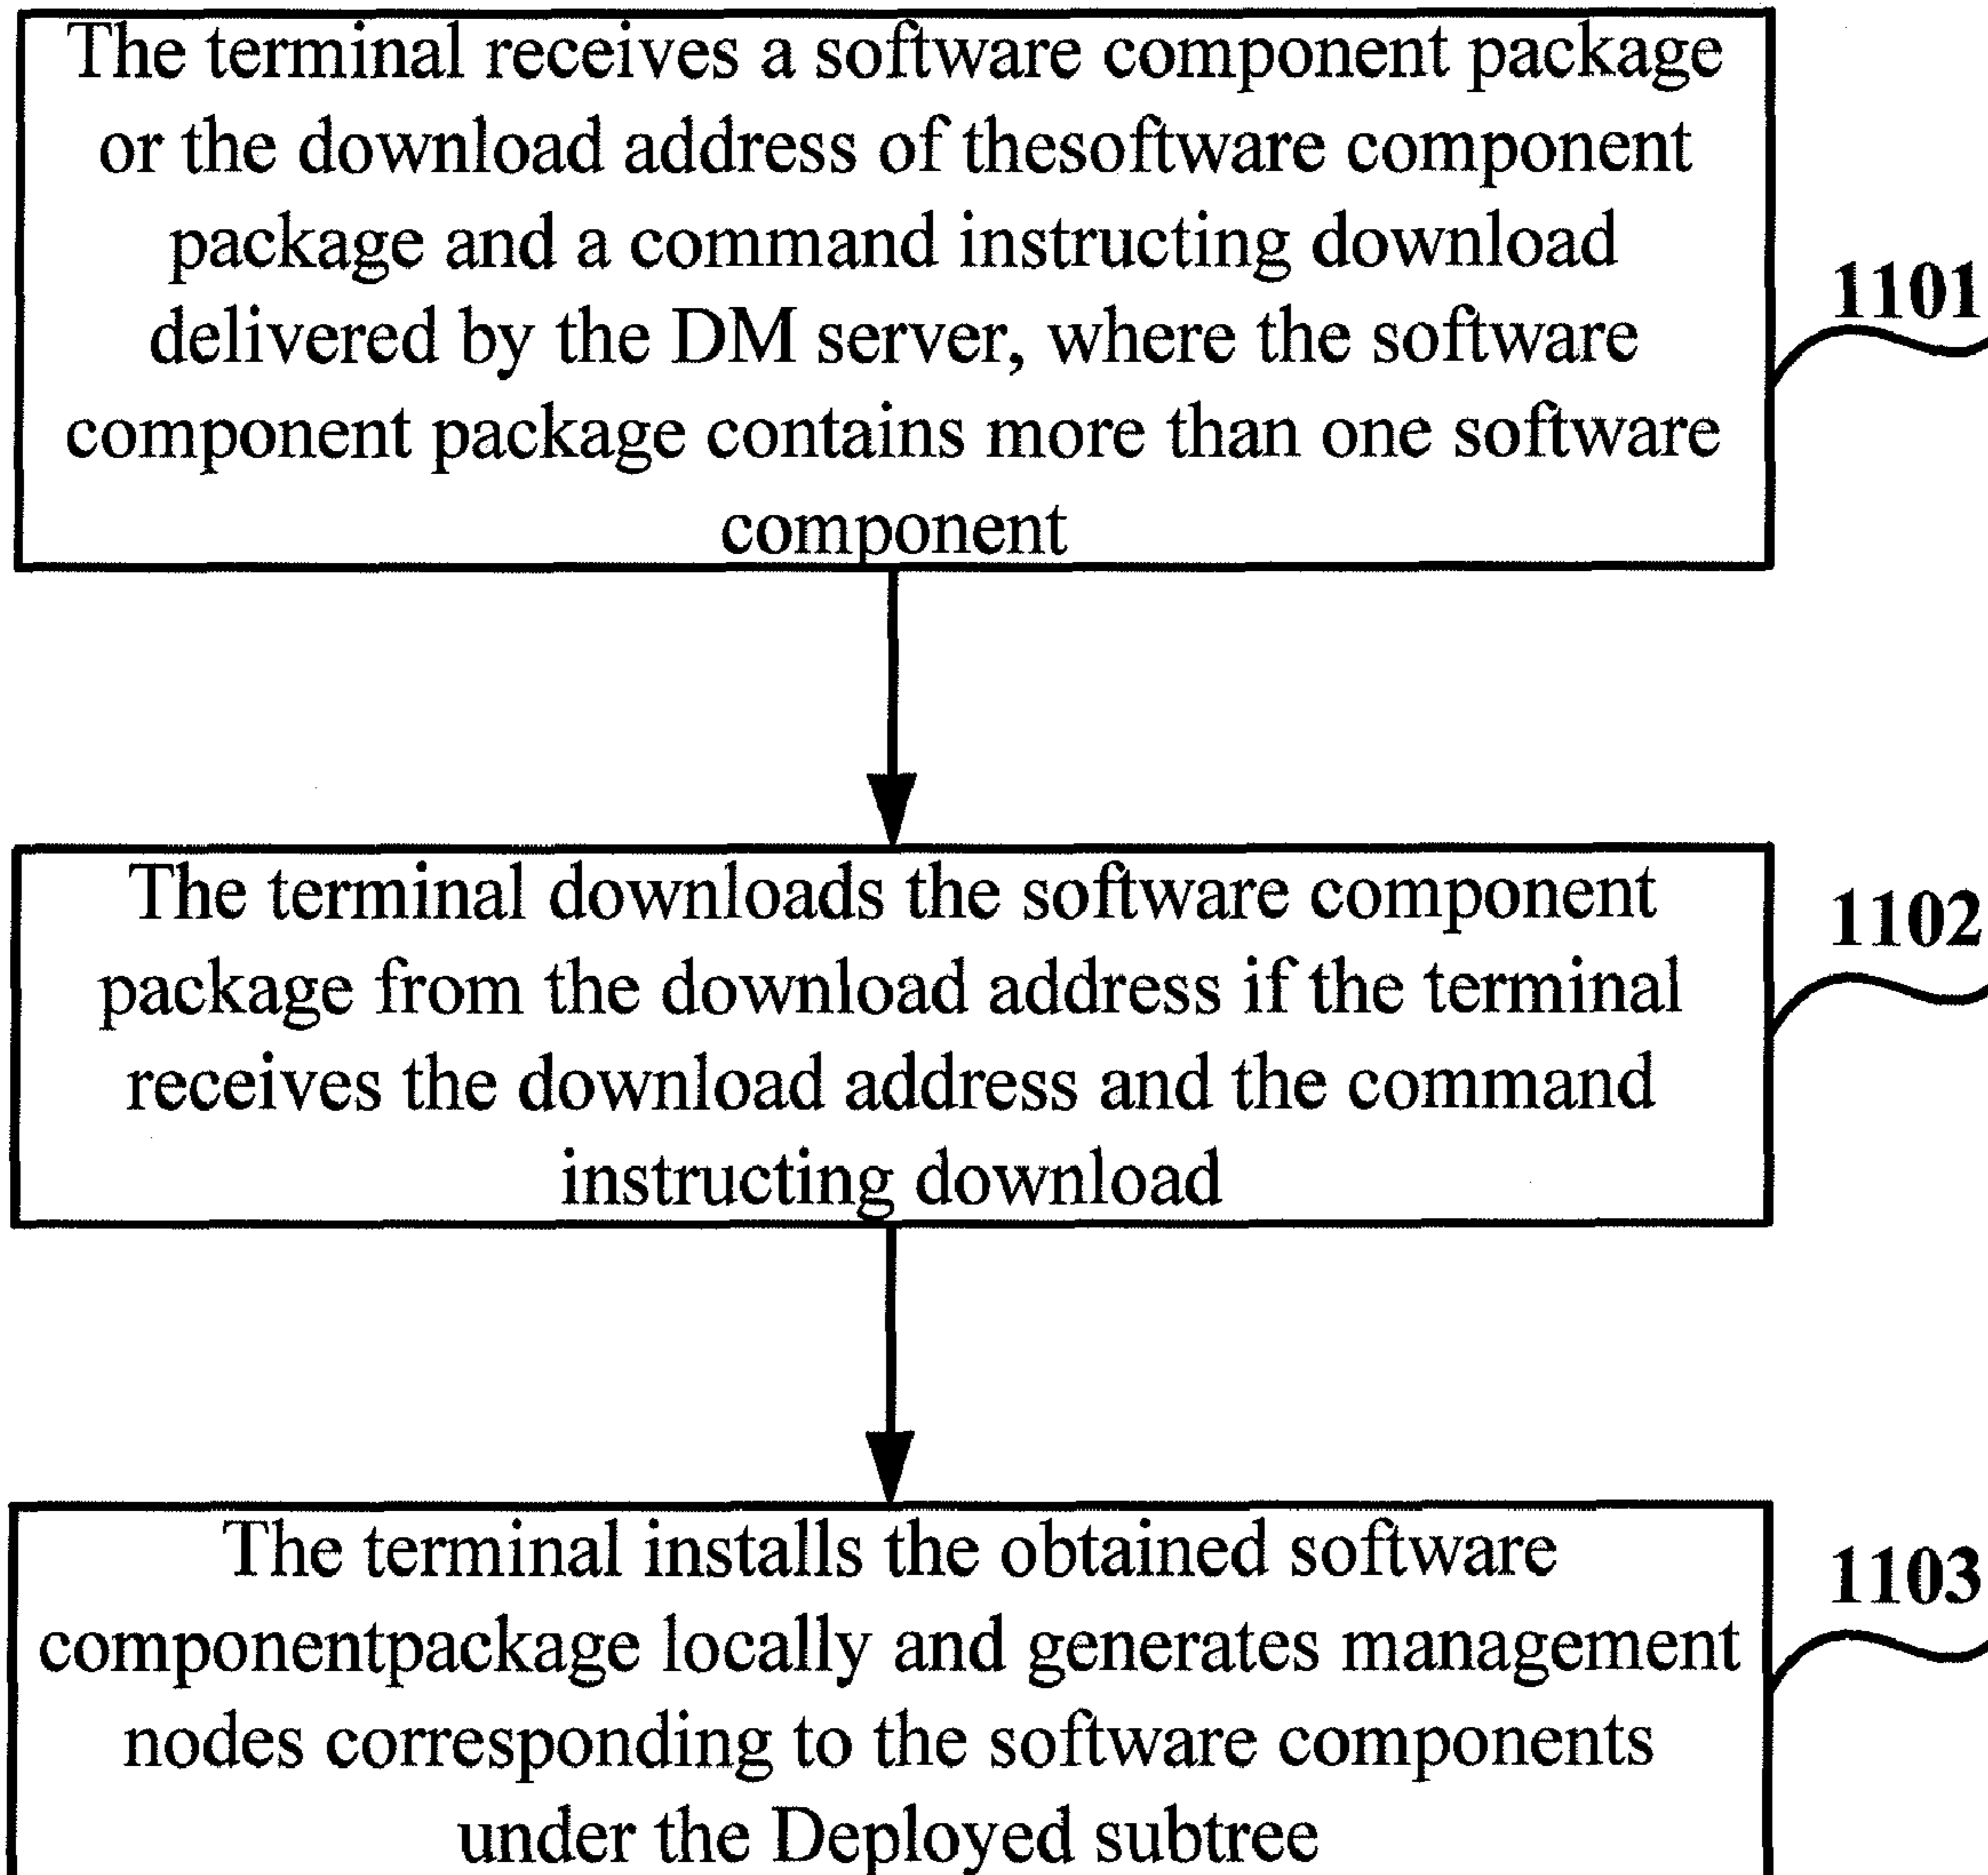 The terminal receives a software component package
or the download address of thesoftware component
package and a command instructing download
delivered by the DM server, where the software
component package contains more than one software
component
1101
The terminal downloads the software component
package from the download address if the terminal
receives the download address and the command
instructing download
1102
The terminal installs the obtained software
componentpackage locally and generates management
nodes corresponding to the software components
under the Deployed subtree
1103